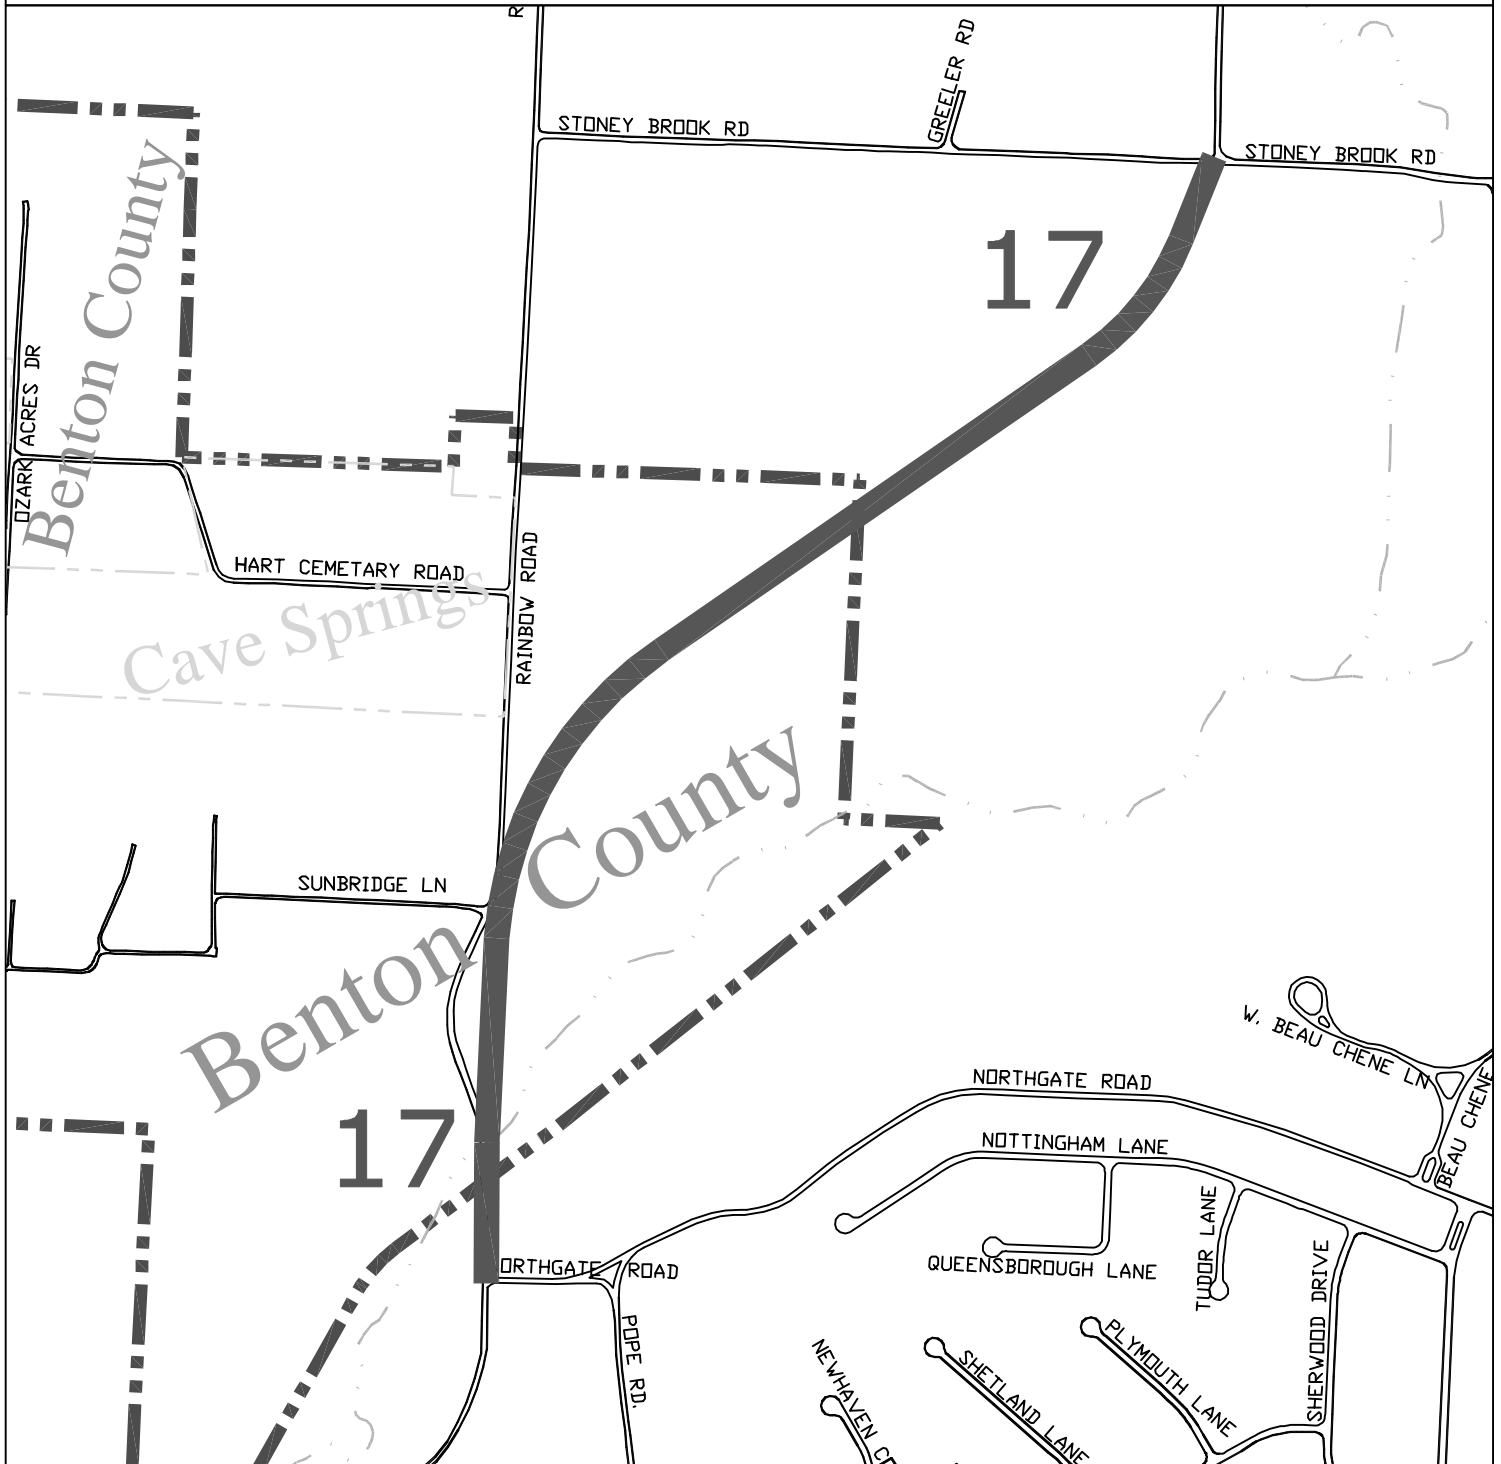 R
GREELER RD
STONEY BROOK RD
STONEY BROOK RD
Benton County
17
OZARK ACRES DR
HART CEMETARY ROAD
RAINBOW ROAD
Cave Springs
Benton County
SUNBRIDGE LN
W. BEAU CHENE LN
BEAU CHENE
NORTHGATE ROAD
17
NOTTINGHAM LANE
TUDOR LANE
QUEENSBOROUGH LANE
ORTHGATE ROAD
SHERWOOD DRIVE
POPE RD.
PLYMOUTH LANE
SHETLAND LANE
NEWHAVEN C